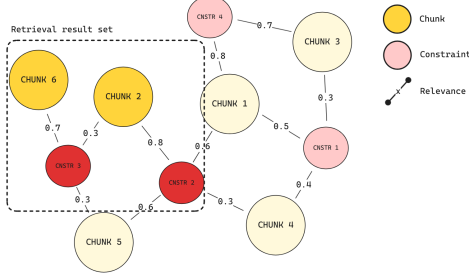 Retrieval result set
CNSTR 4
0.7
CHUNK 3
Chunk
Constraint
Relevance
x
0.8
CHUNK 6
CHUNK 2
CHUNK 1
0.3
0.7
0.3
0.8
0.6
0.5
CNSTR 1
CNSTR 3
CNSTR 2
0.4
0.3
0.6
0.3
CHUNK 5
CHUNK 4